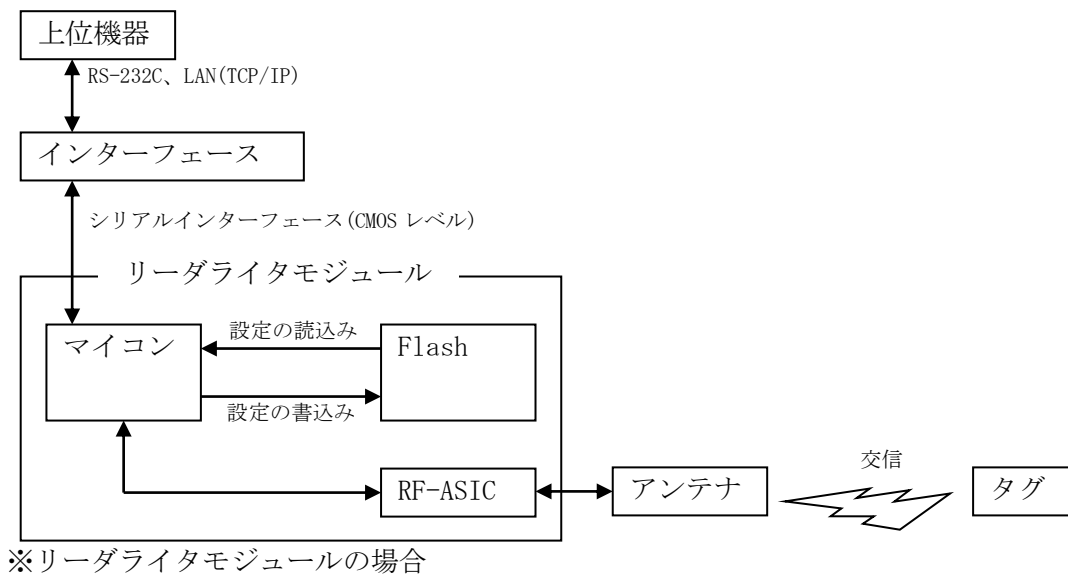 上位機器
RS-232C、LAN(TCP/IP)
インターフェース
シリアルインターフェース(CMOS レベル)
リーダライタモジュール
マイコン
設定の読込み
Flash
設定の書込み
RF-ASIC
アンテナ
交信
タグ
※リーダライタモジュールの場合